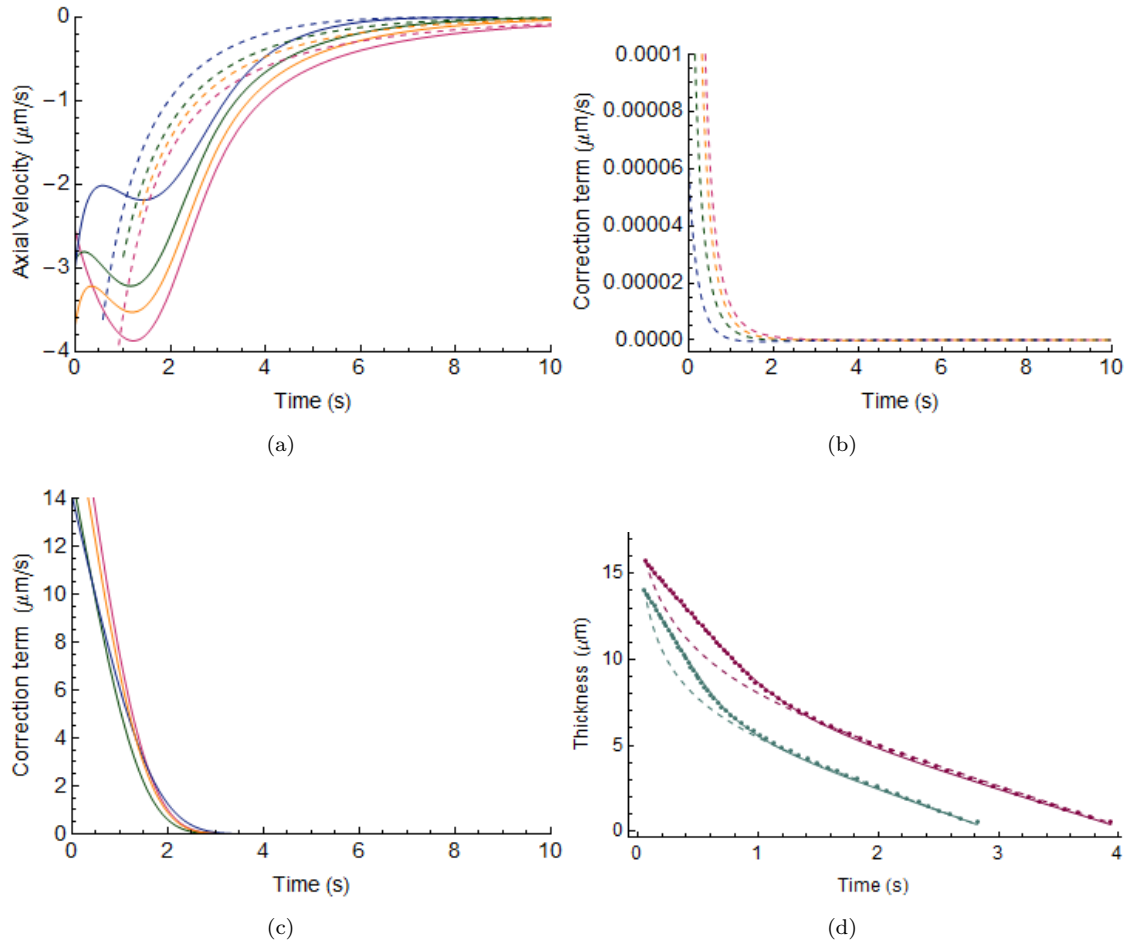 0
−1
−2
−3
−4
0 2 4 6 8 10
Axial Velocity (μm/s)
Time (s)
(a)
0.0001
0.00008
0.00006
0.00004
0.00002
0.0000
0 2 4 6 8 10
Correction term (μm/s)
Time (s)
(b)
14
12
10
8
6
4
2
0
0 2 4 6 8 10
Correction term (μm/s)
Time (s)
(c)
15
10
5
0
0 1 2 3 4
Thickness (μm)
Time (s)
(d)